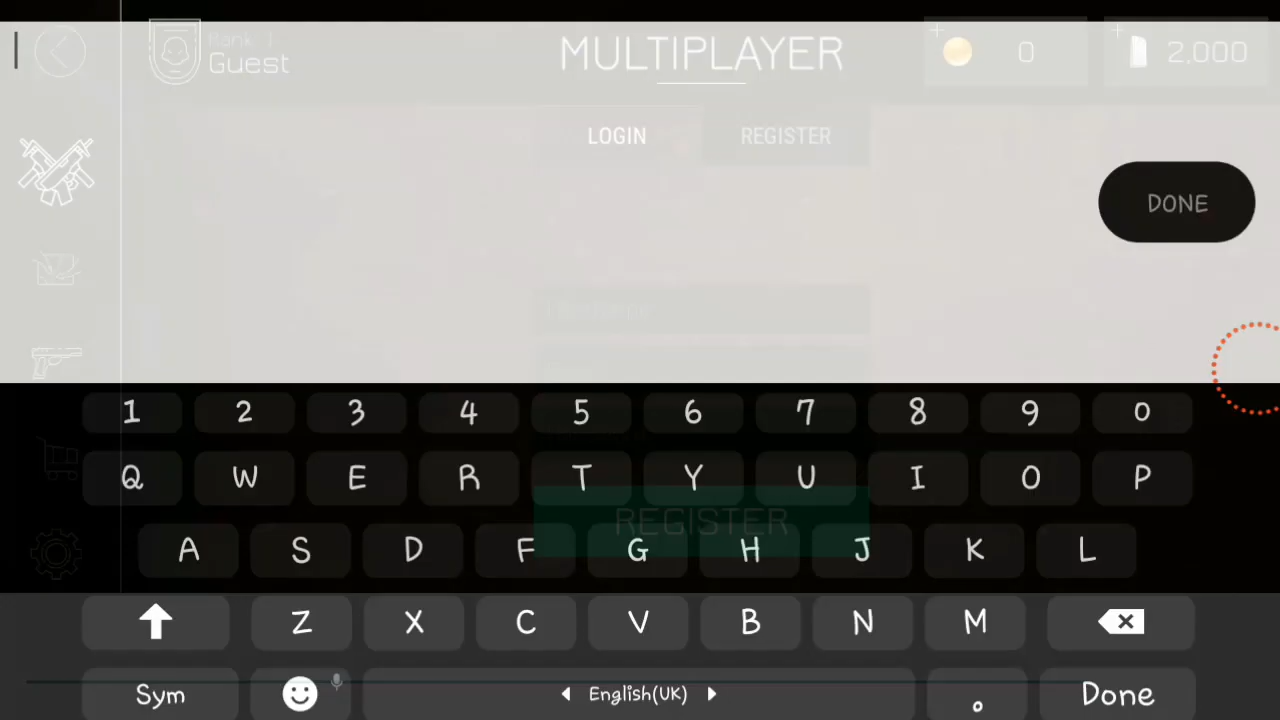 Rank: 1
Guest
MULTIPLAYER
0
2,000
LOGIN
REGISTER
DONE
1 2 3 4 5 6 7 8 9 0
Q W E R T Y U I O P
REGISTER
A S D F G H J K L
Z X C V B N M
Sym
English(UK)
.
Done